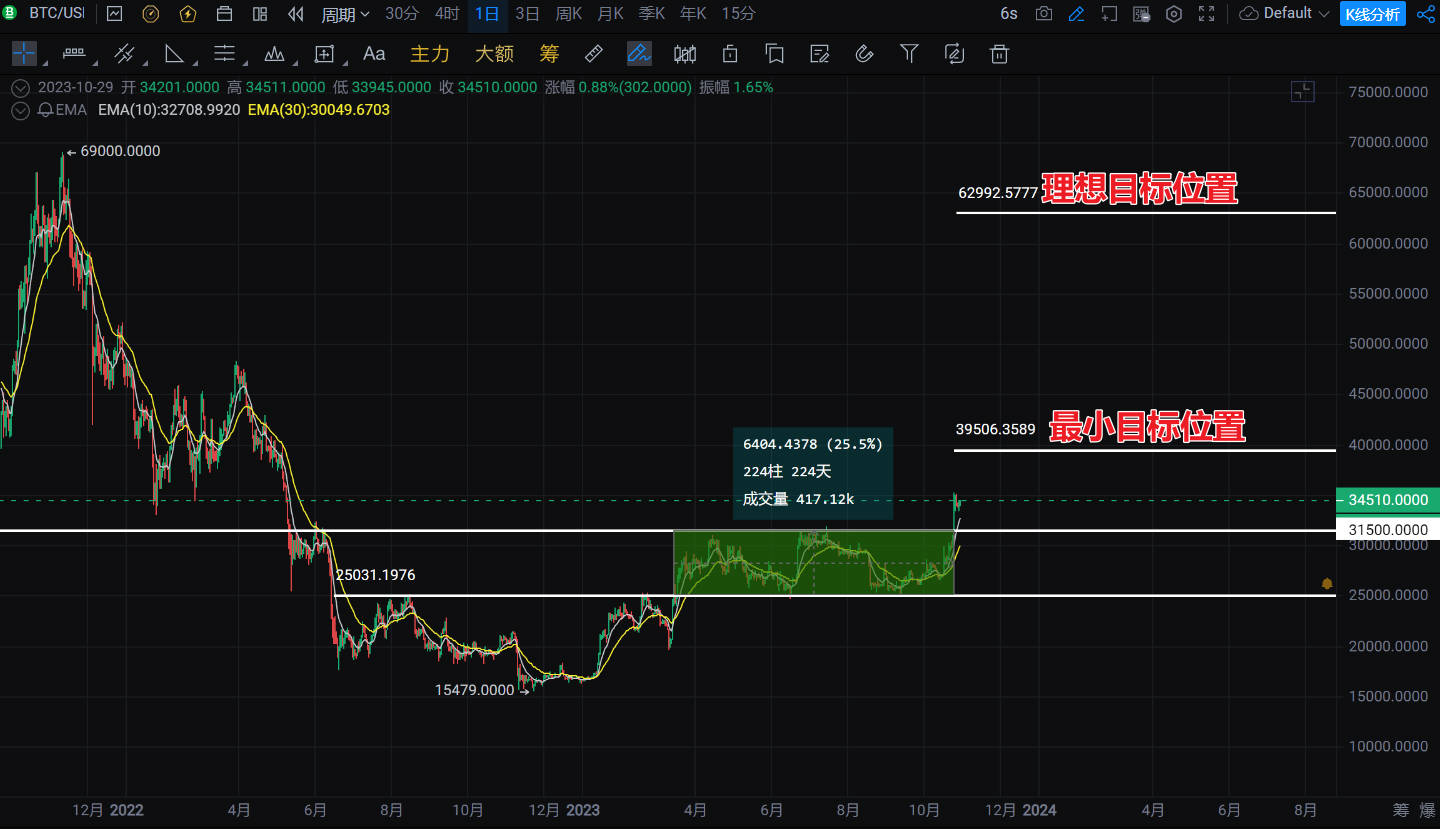 BTC/USI 周期 30分 4时 1日 3日 周K 月K 季K 年K 15分 6s Default K线分析
Aa 主力 大额 筹
2023-10-29 开 34201.0000 高 34511.0000 低 33945.0000 收 34510.0000 涨幅 0.88%(302.0000) 振幅 1.65%
EMA EMA(10):32708.9920 EMA(30):30049.6703
75000.0000
70000.0000
69000.0000
65000.0000
62992.5777 理想目标位置
60000.0000
55000.0000
50000.0000
45000.0000
39506.3589 最小目标位置
40000.0000
6404.4378 (25.5%)
224柱 224天
成交量 417.12k
34510.0000
31500.0000
30000.0000
25031.1976
25000.0000
20000.0000
15479.0000
15000.0000
10000.0000
12月 2022 4月 6月 8月 10月 12月 2023 4月 6月 8月 10月 12月 2024 4月 6月 8月 筹 爆